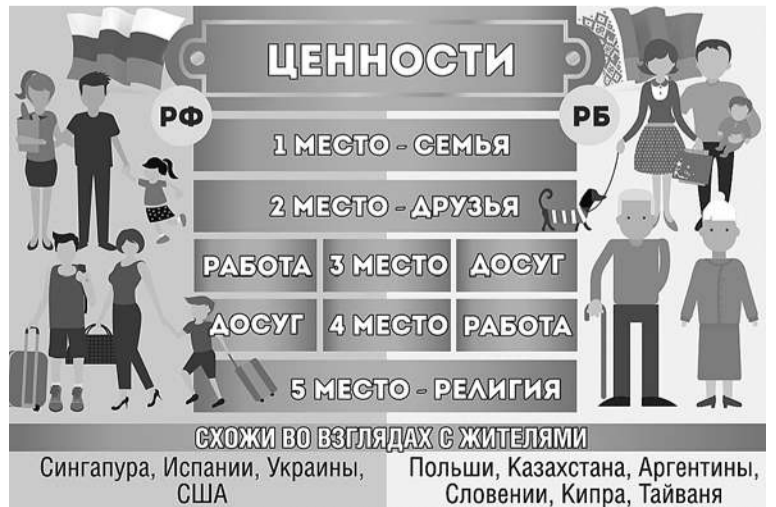 ЦЕННОСТИ
РФ
РБ
1 МЕСТО - СЕМЬЯ
2 МЕСТО - ДРУЗЬЯ
РАБОТА 3 МЕСТО ДОСУГ
ДОСУГ 4 МЕСТО РАБОТА
5 МЕСТО - РЕЛИГИЯ
СХОЖИ ВО ВЗГЛЯДАХ С ЖИТЕЛЯМИ
Сингапура, Испании, Украины,
США
Польши, Казахстана, Аргентины,
Словении, Кипра, Тайваня